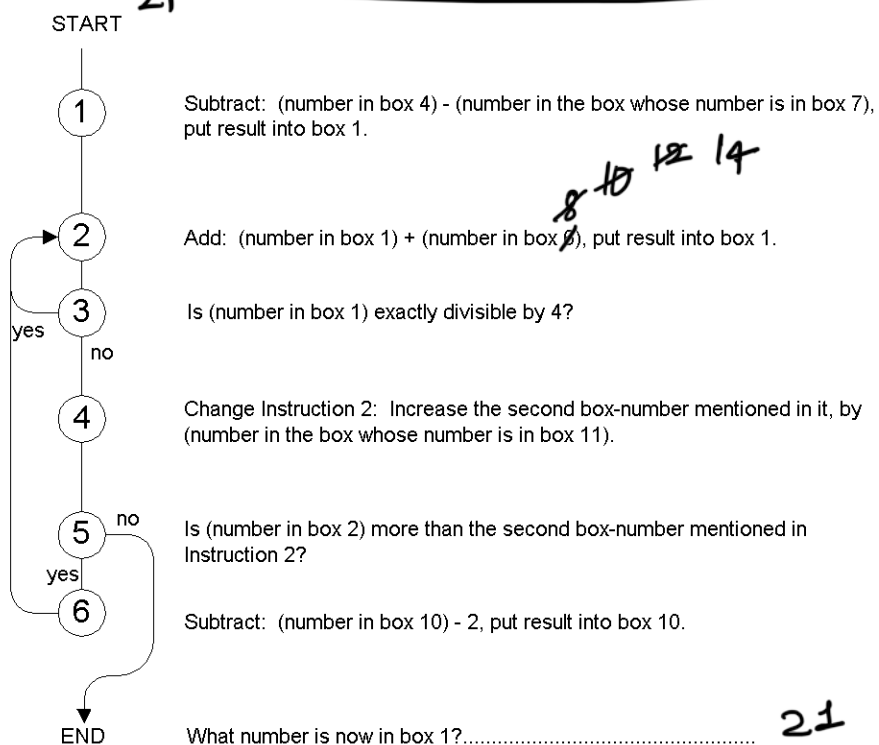 21
START
1
Subtract: (number in box 4) - (number in the box whose number is in box 7),
put result into box 1.
8 10 12 14
2
Add: (number in box 1) + (number in box 6), put result into box 1.
3
Is (number in box 1) exactly divisible by 4?
yes
no
4
Change Instruction 2: Increase the second box-number mentioned in it, by
(number in the box whose number is in box 11).
5
no
Is (number in box 2) more than the second box-number mentioned in
Instruction 2?
yes
6
Subtract: (number in box 10) - 2, put result into box 10.
END
What number is now in box 1?.................................................... 21